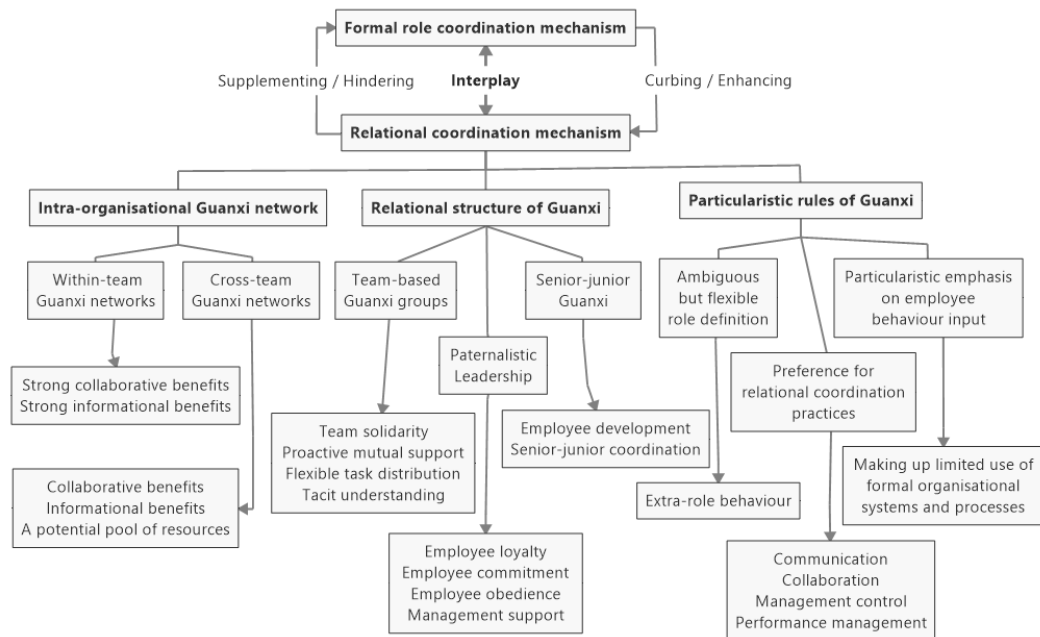 Formal role coordination mechanism
Supplementing / Hindering
Interplay
Curbing / Enhancing
Relational coordination mechanism
Intra-organisational Guanxi network
Relational structure of Guanxi
Particularistic rules of Guanxi
Within-team
Guanxi networks
Cross-team
Guanxi networks
Team-based
Guanxi groups
Senior-junior
Guanxi
Ambiguous
but flexible
role definition
Particularistic emphasis
on employee
behaviour input
Paternalistic
Leadership
Preference for
relational coordination
practices
Strong collaborative benefits
Strong informational benefits
Team solidarity
Proactive mutual support
Flexible task distribution
Tacit understanding
Employee development
Senior-junior coordination
Collaborative benefits
Informational benefits
A potential pool of resources
Extra-role behaviour
Making up limited use of
formal organisational
systems and processes
Employee loyalty
Employee commitment
Employee obedience
Management support
Communication
Collaboration
Management control
Performance management